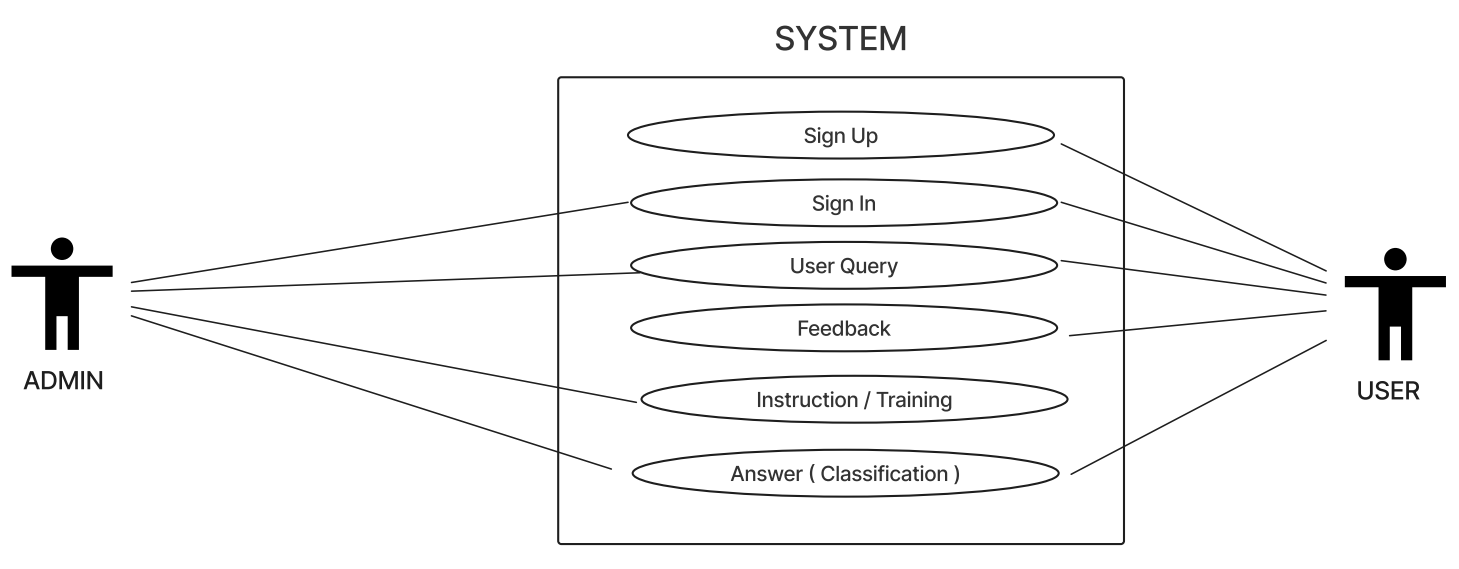 SYSTEM
Sign Up
Sign In
User Query
Feedback
Instruction / Training
Answer ( Classification )
ADMIN
USER